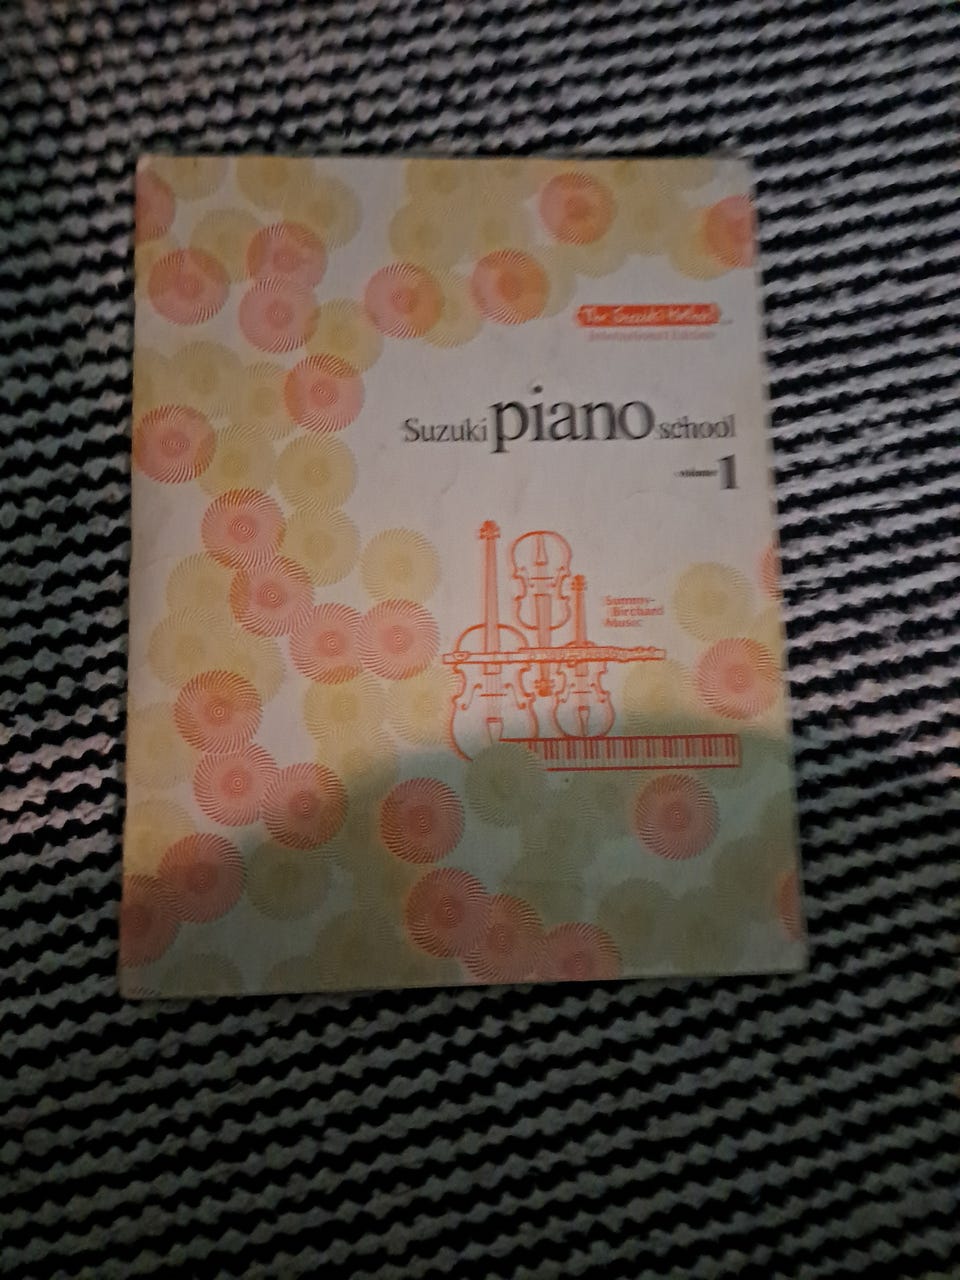 The Suzuki Method
International Edition
Suzuki piano school
volume 1
Summy-
Birchard
Music